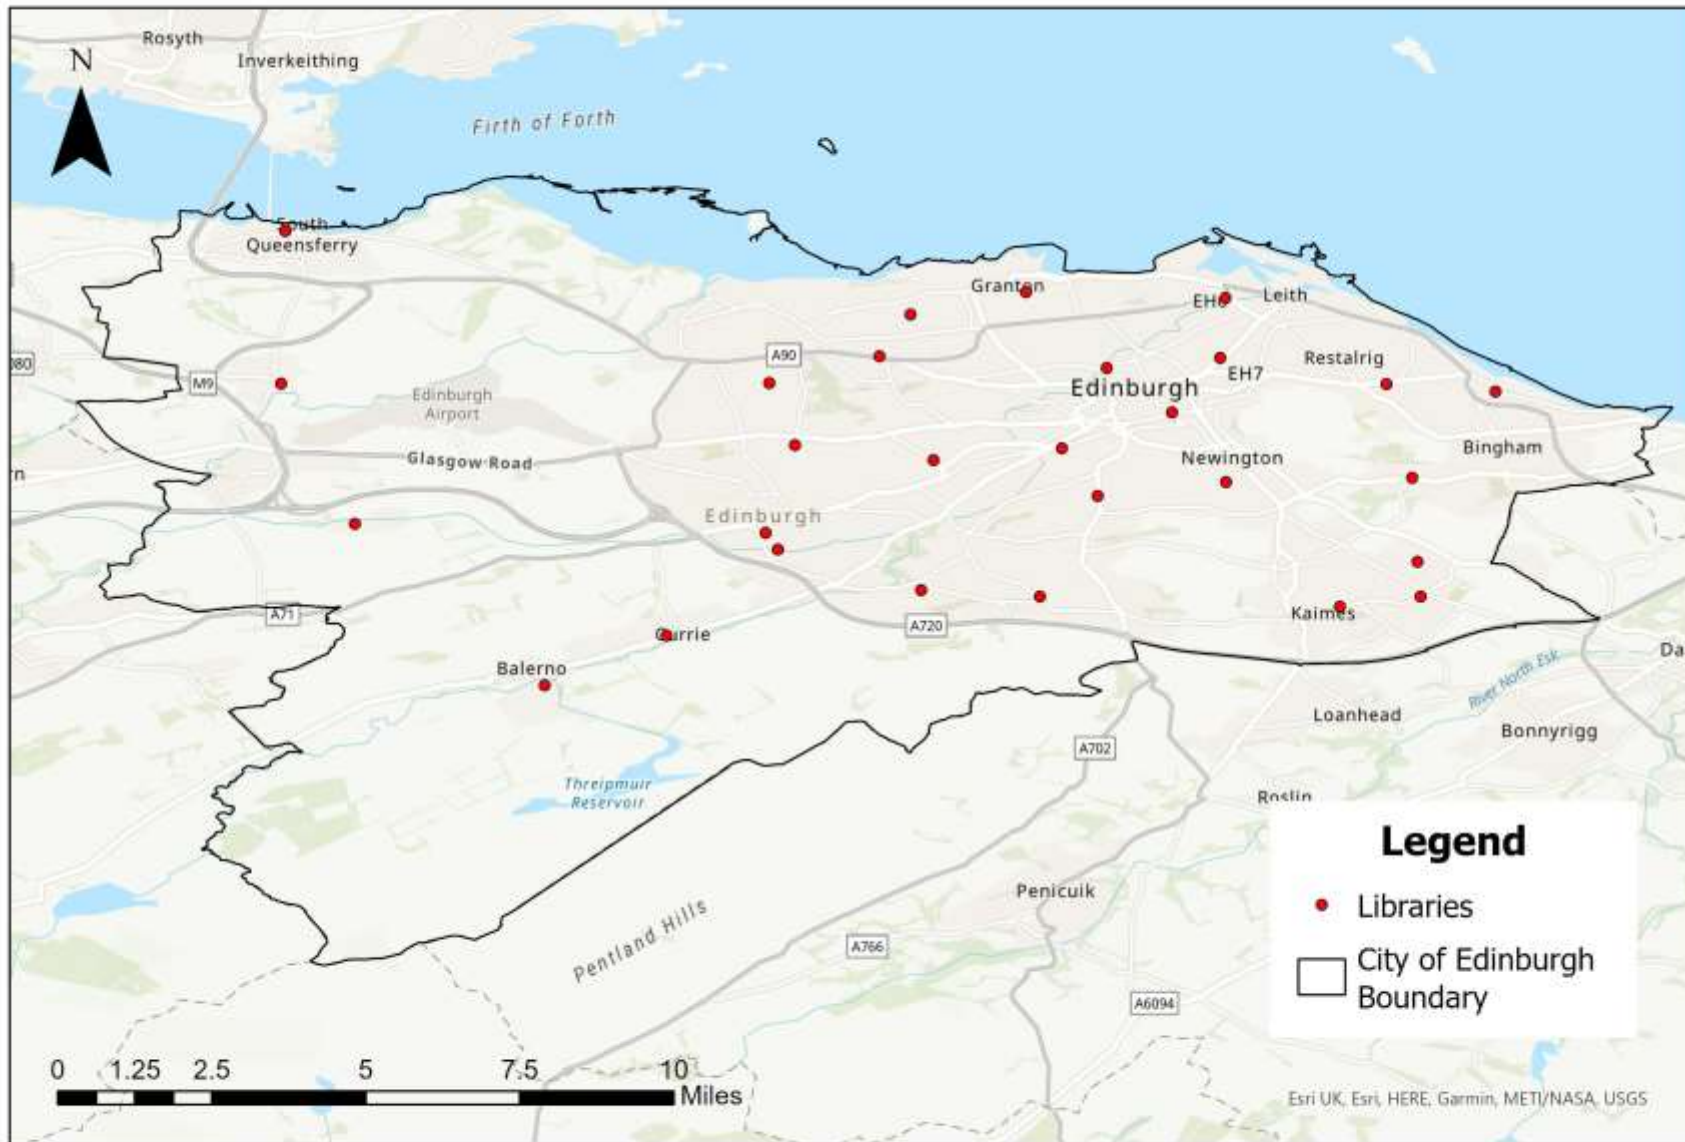 Rosyth
Inverkeithing
N
Firth of Forth
South
Queensferry
Granton
Leith
M9
A90
Restalrig
EH7
Edinburgh
Edinburgh
Airport
Glasgow Road
Newington
Bingham
Edinburgh
A71
A720
Kaimes
Currie
Balerno
River North Esk
Loanhead
Bonnyrigg
A702
Threipmuir
Reservoir
Roslin
Legend
Libraries
City of Edinburgh
Boundary
Penicuik
Pentland Hills
A766
A6094
0 1.25 2.5 5 7.5 10
Miles
Esri UK, Esri, HERE, Garmin, METI/NASA, USGS